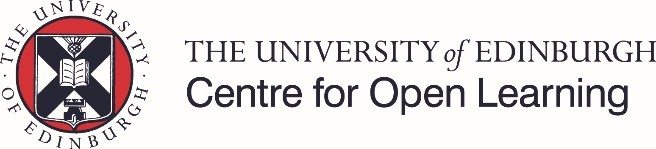 · THE UNIVERSITY ·
OF EDINBURGH
THE UNIVERSITY of EDINBURGH
Centre for Open Learning